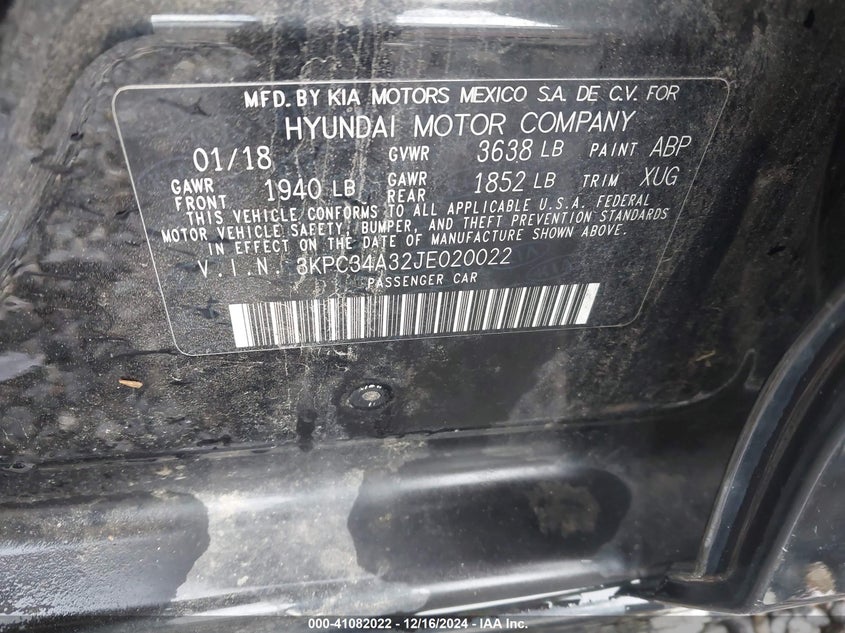 MFD. BY KIA MOTORS MEXICO S.A. DE C.V. FOR
HYUNDAI MOTOR COMPANY
01/18 GVWR 3638 LB PAINT ABP
GAWR FRONT 1940 LB GAWR REAR 1852 LB TRIM XUG
THIS VEHICLE CONFORMS TO ALL APPLICABLE U.S.A. FEDERAL
MOTOR VEHICLE SAFETY, BUMPER, AND THEFT PREVENTION STANDARDS
IN EFFECT ON THE DATE OF MANUFACTURE SHOWN ABOVE.
V.I.N. 3KPC34A32JE020022
PASSENGER CAR
000-41082022 - 12/16/2024 - IAA Inc.